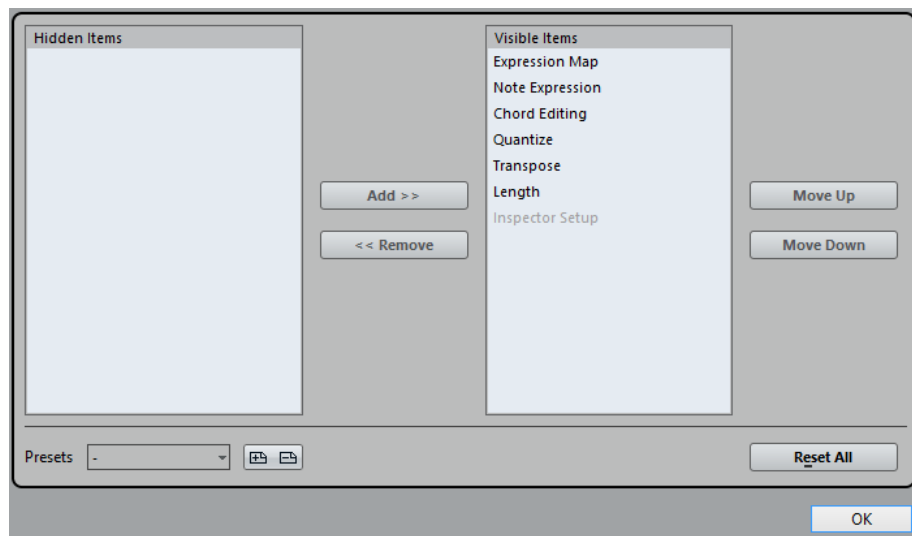 Hidden Items
Visible Items
Expression Map
Note Expression
Chord Editing
Quantize
Transpose
Length
Inspector Setup
Add >>
<< Remove
Move Up
Move Down
Presets
-
Reset All
OK